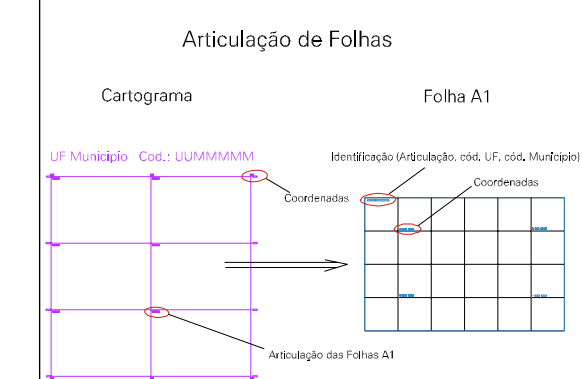 Articulação de Folhas
Cartograma
Folha A1
UF Municipio Cod.: UUMMMMM
Identificação (Articulação, cód. UF, cód. Município)
Coordenadas
Coordenadas
Articulação das Folhas A1